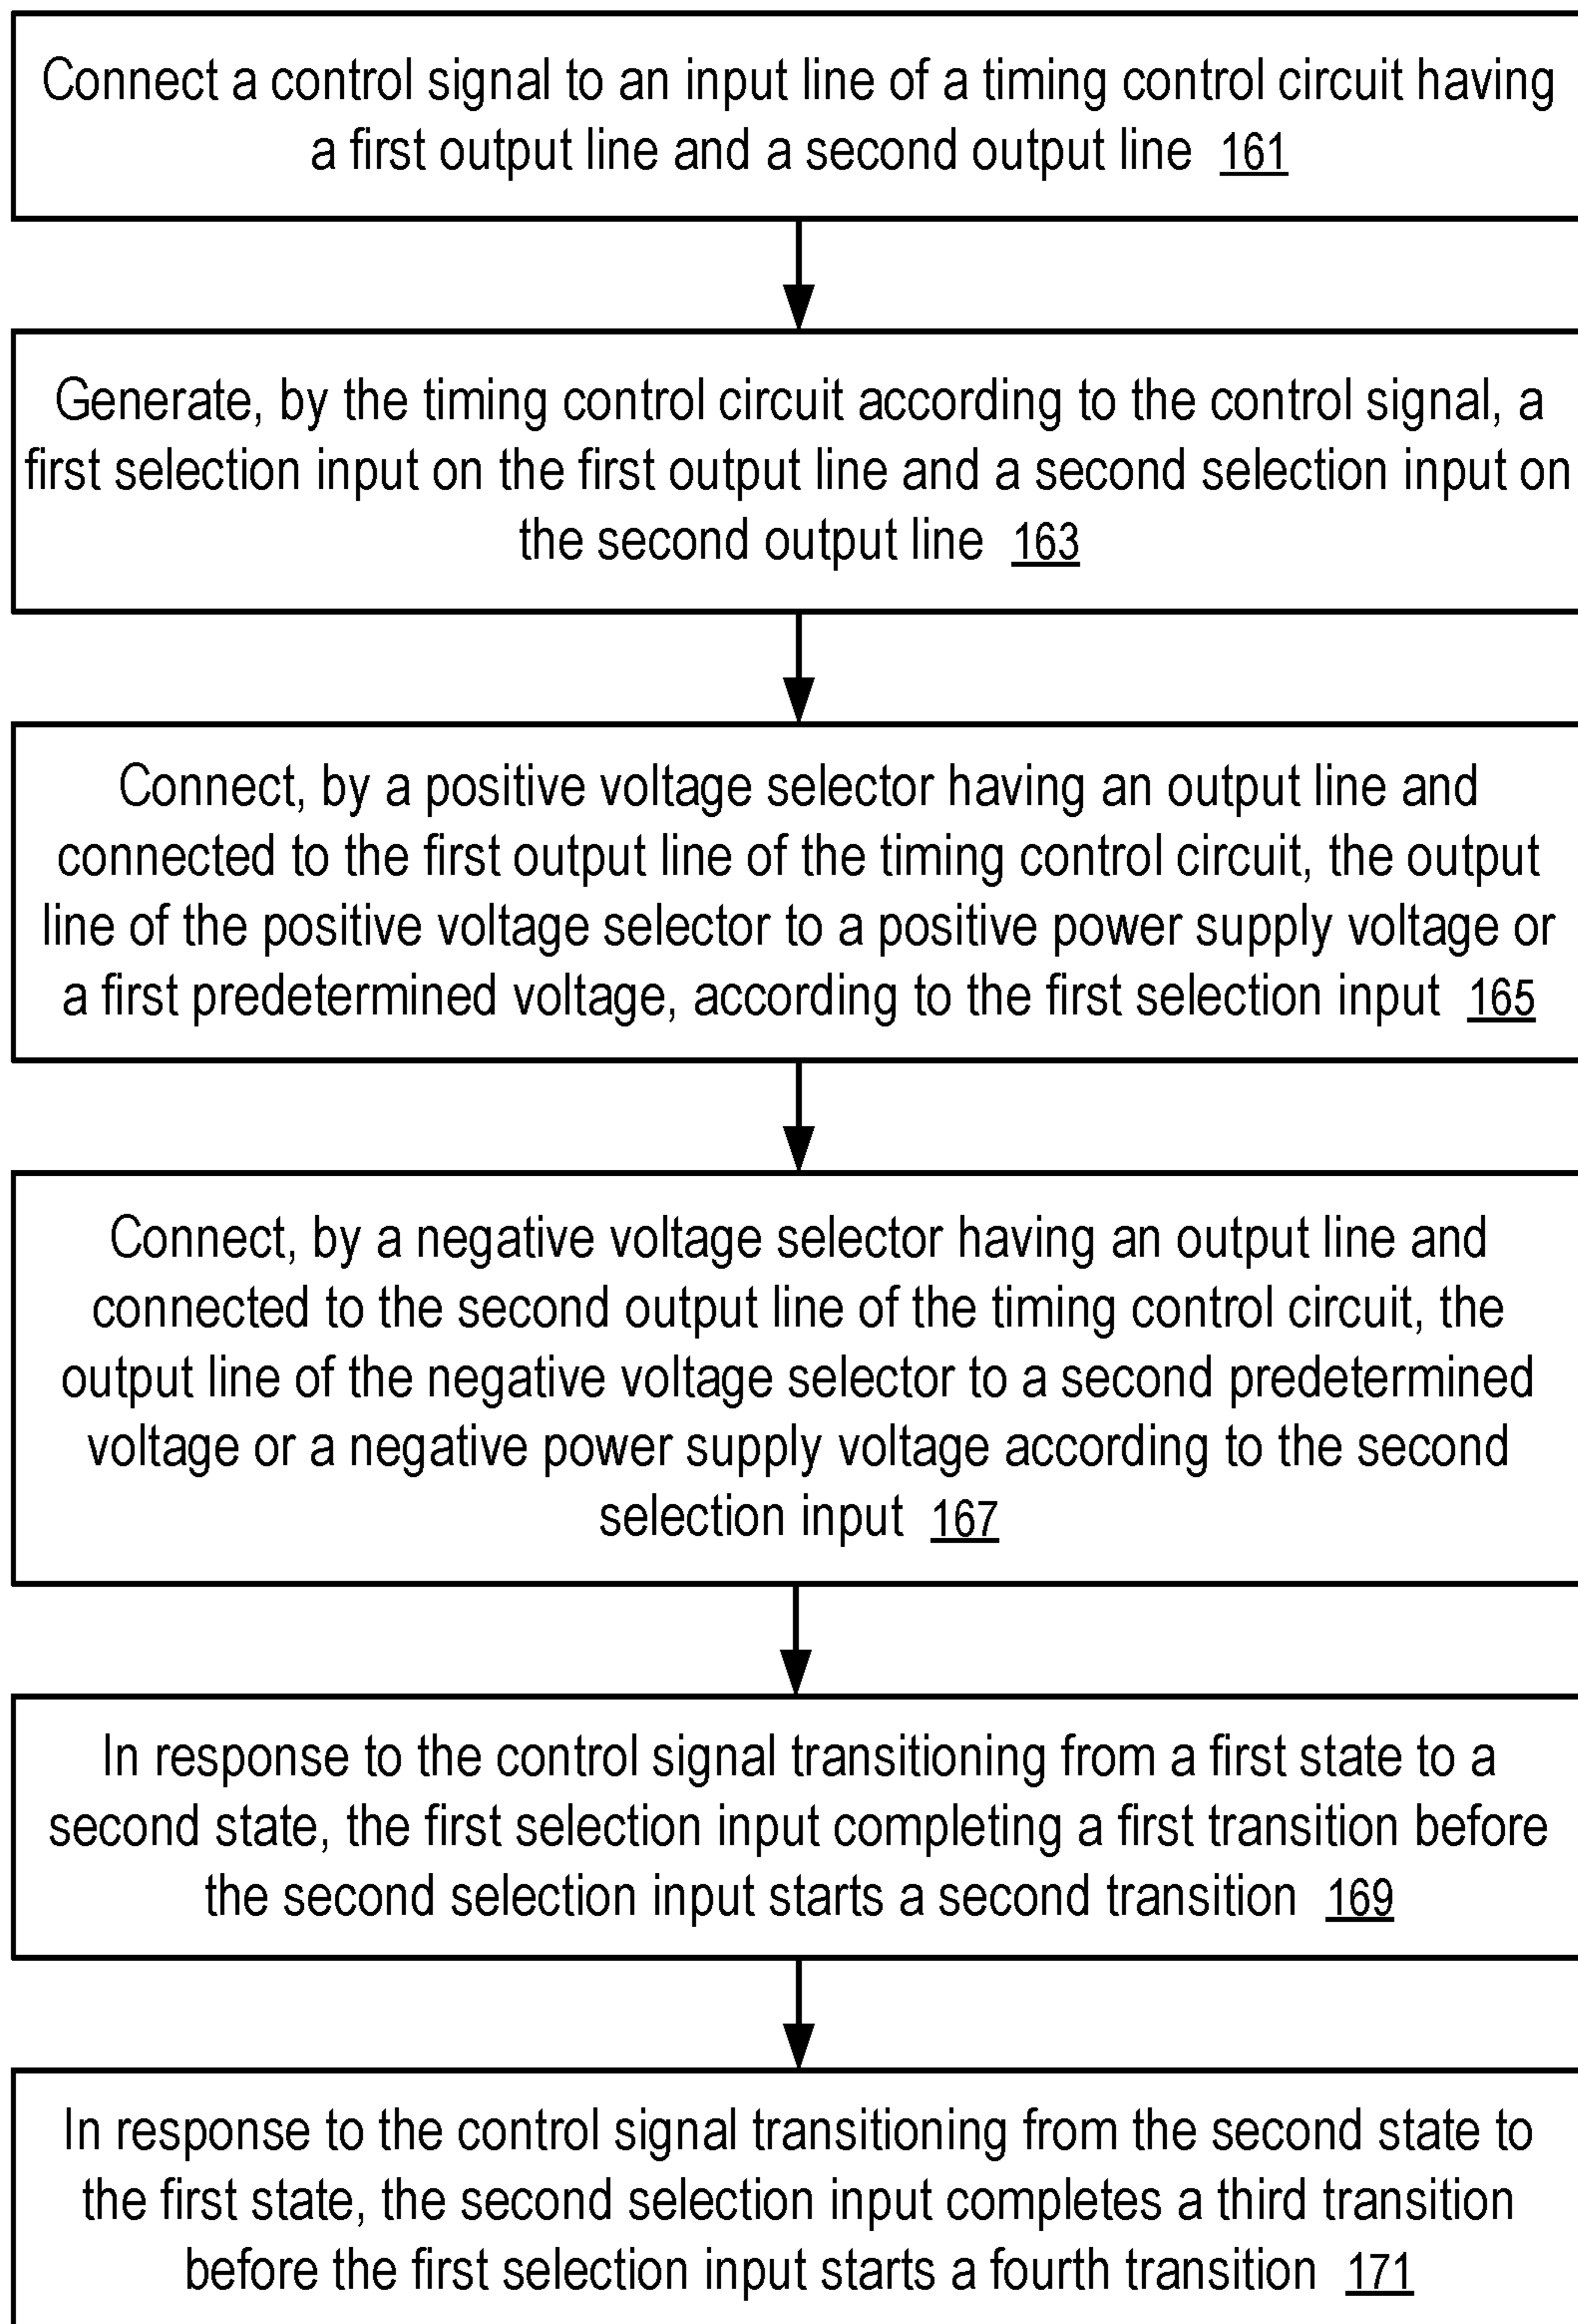 Connect a control signal to an input line of a timing control circuit having
a first output line and a second output line 161
Generate, by the timing control circuit according to the control signal, a
first selection input on the first output line and a second selection input on
the second output line 163
Connect, by a positive voltage selector having an output line and
connected to the first output line of the timing control circuit, the output
line of the positive voltage selector to a positive power supply voltage or
a first predetermined voltage, according to the first selection input 165
Connect, by a negative voltage selector having an output line and
connected to the second output line of the timing control circuit, the
output line of the negative voltage selector to a second predetermined
voltage or a negative power supply voltage according to the second
selection input 167
In response to the control signal transitioning from a first state to a
second state, the first selection input completing a first transition before
the second selection input starts a second transition 169
In response to the control signal transitioning from the second state to
the first state, the second selection input completes a third transition
before the first selection input starts a fourth transition 171